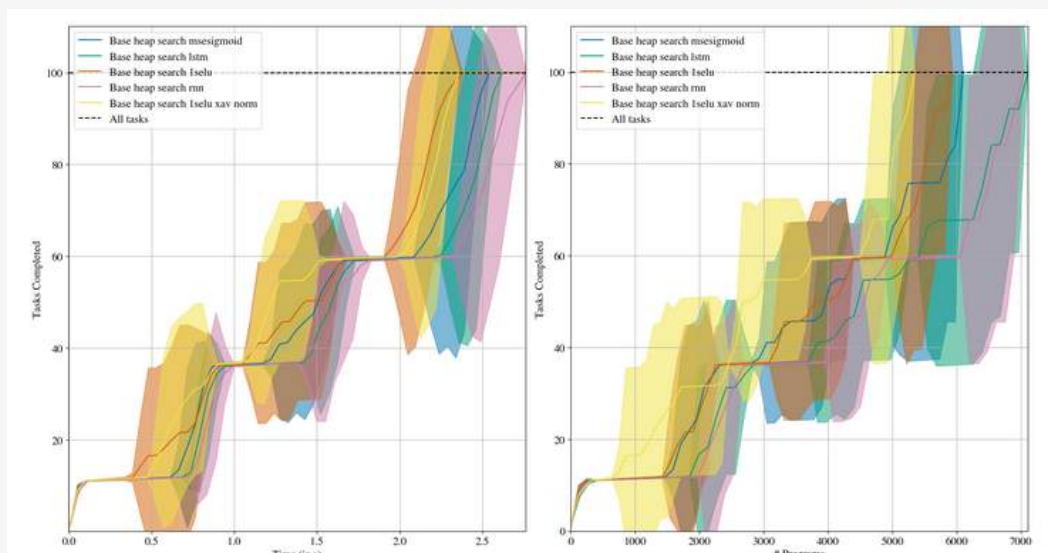 Base heap search msesigmoid
Base heap search lstm
Base heap search 1selu
Base heap search rnn
Base heap search 1selu xav norm
All tasks
100
80
60
40
20
Tasks Completed
0.0 0.5 1.0 1.5 2.0 2.5
Base heap search msesigmoid
Base heap search lstm
Base heap search 1selu
Base heap search rnn
Base heap search 1selu xav norm
All tasks
100
80
60
40
20
Tasks Completed
0 1000 2000 3000 4000 5000 6000 7000
# Programs